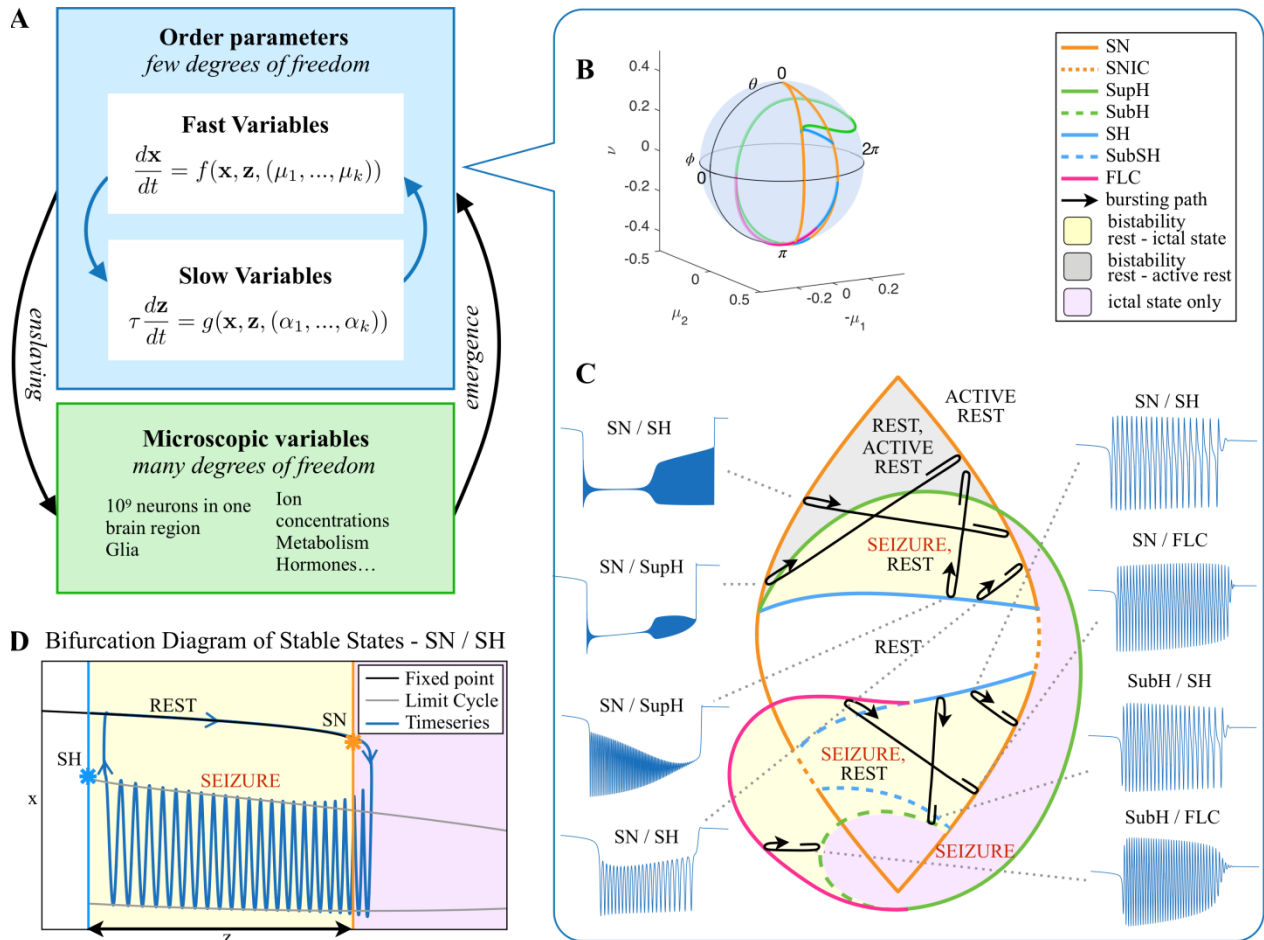 A
Order parameters
few degrees of freedom
Fast Variables
dx/dt = f(x, z, (μ₁, ..., μₖ))
Slow Variables
τ dz/dt = g(x, z, (α₁, ..., αₖ))
enslaving
emergence
Microscopic variables
many degrees of freedom
10⁹ neurons in one
brain region
Glia
Ion
concentrations
Metabolism
Hormones…
B
0.4
0.2
0
-0.2
-0.4
ν
-0.5
0
0.5
μ₂
-0.2
0
0.2
-μ₁
0
θ
ϕ
0
2π
π
SN
SNIC
SupH
SubH
SH
SubSH
FLC
bursting path
bistability
rest - ictal state
bistability
rest - active rest
ictal state only
C
SN / SH
SN / SupH
SN / SupH
SN / SH
ACTIVE
REST
REST,
ACTIVE
REST
SEIZURE,
REST
REST
SEIZURE,
REST
SEIZURE
SN / SH
SN / FLC
SubH / SH
SubH / FLC
D Bifurcation Diagram of Stable States - SN / SH
Fixed point
Limit Cycle
Timeseries
REST
SN
SH
SEIZURE
x
z